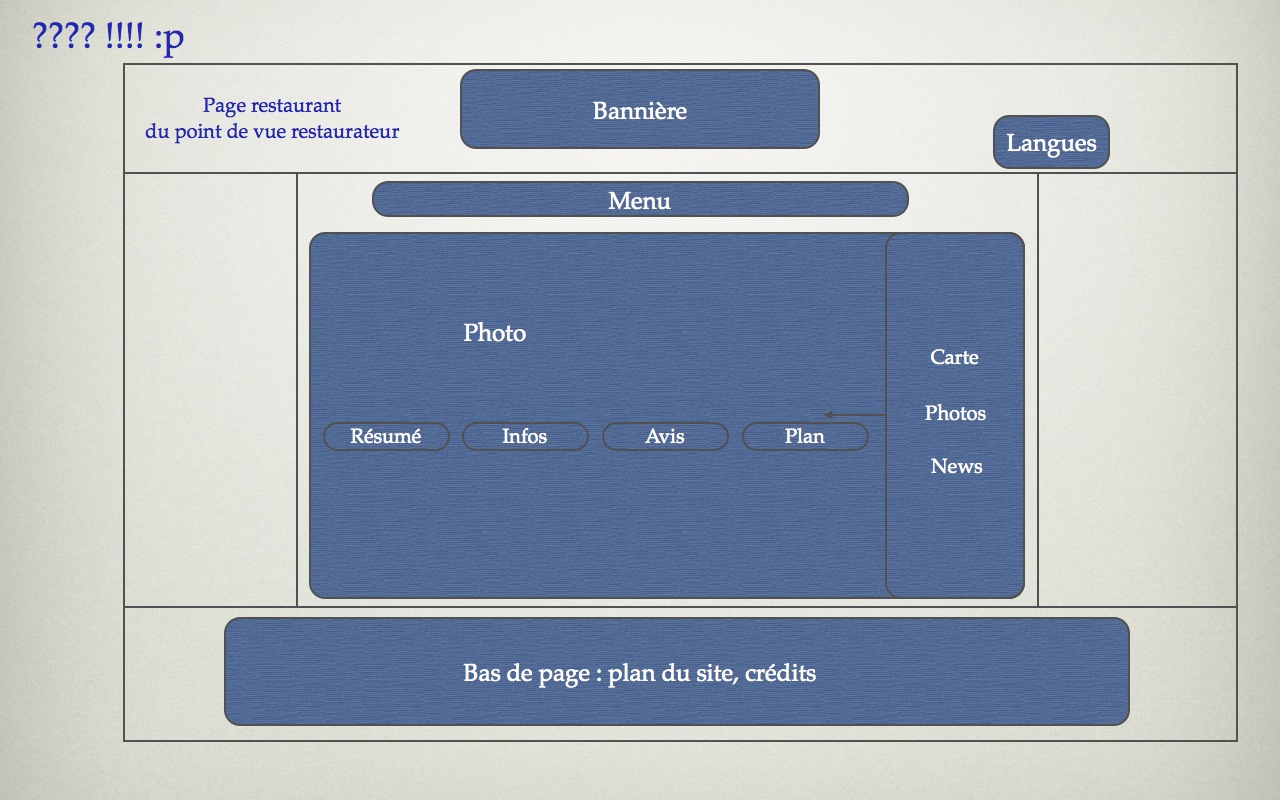 ???? !!!! :p
Page restaurant
du point de vue restaurateur
Bannière
Langues
Menu
Photo
Carte
Photos
News
Résumé
Infos
Avis
Plan
Bas de page : plan du site, crédits